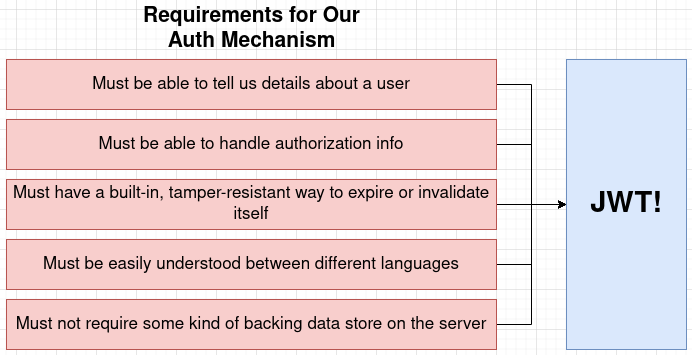 Requirements for Our
Auth Mechanism
Must be able to tell us details about a user
Must be able to handle authorization info
Must have a built-in, tamper-resistant way to expire or invalidate
itself
Must be easily understood between different languages
Must not require some kind of backing data store on the server
JWT!